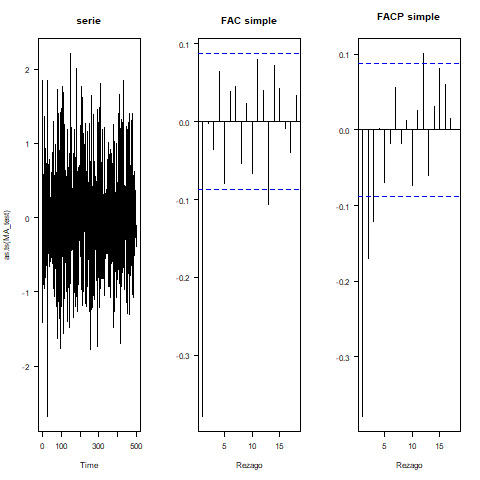 serie
as.ts(MA_test)
2
1
0
-1
-2
0 100 300 500
Time
FAC simple
0.1
0.0
-0.1
-0.2
-0.3
5 10 15
Rezago
FACP simple
0.1
0.0
-0.1
-0.2
-0.3
5 10 15
Rezago